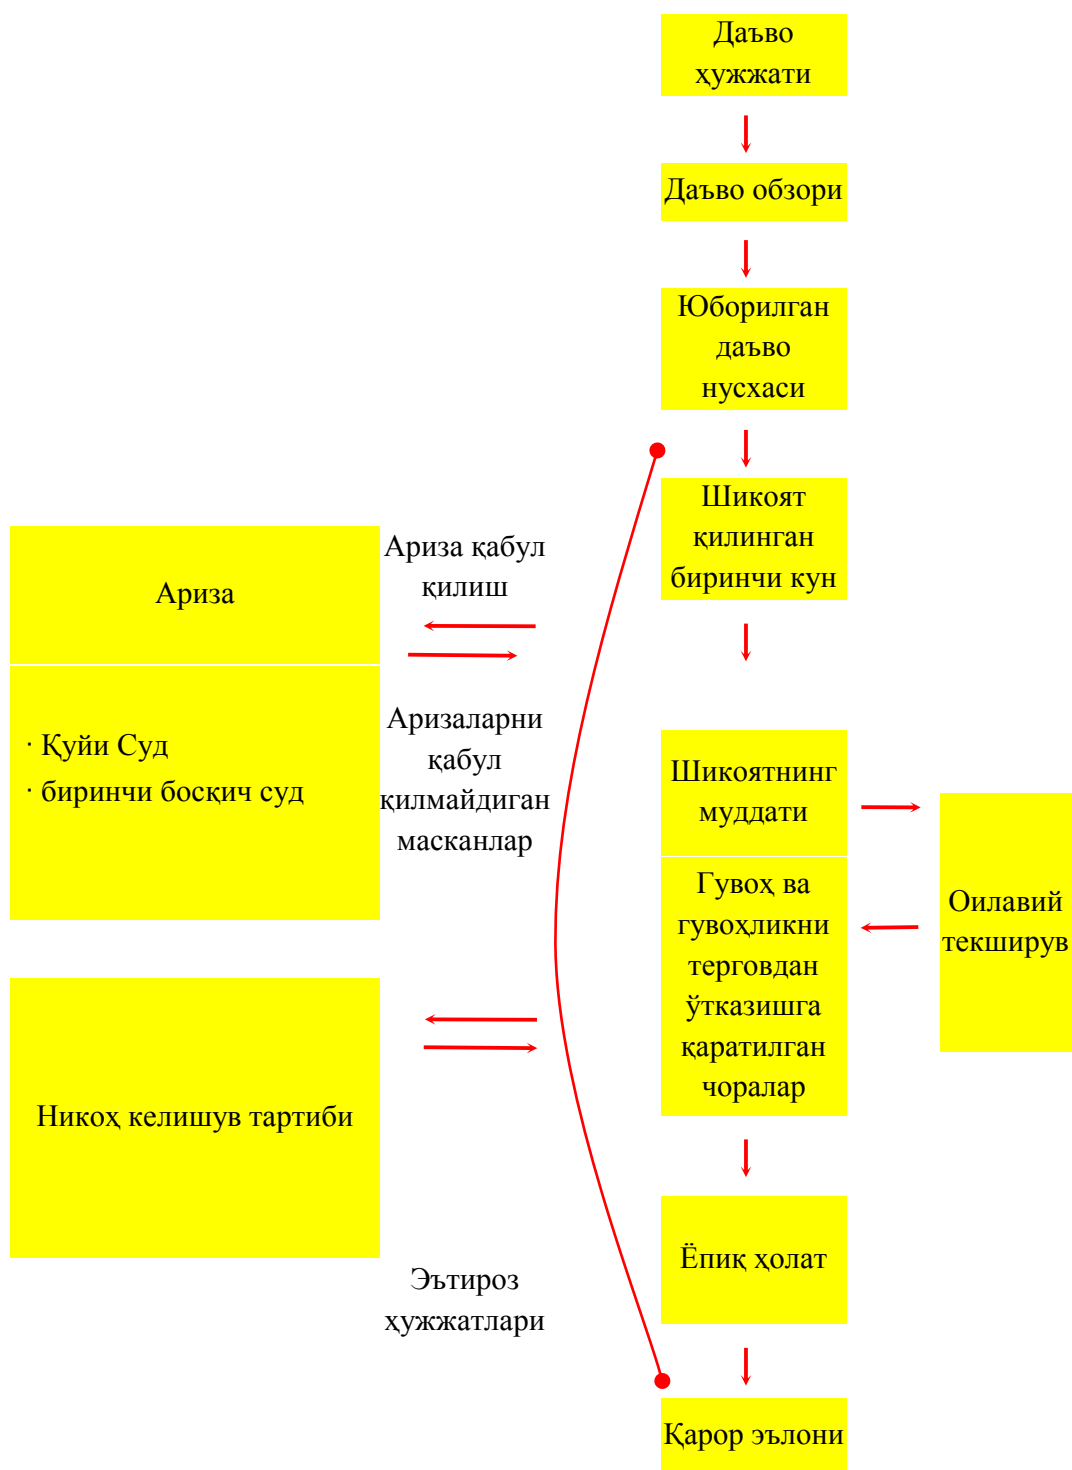 Даъво
ҳужжати
Даъво обзори
Юборилган
даъво
нусхаси
Шикоят
қилинган
биринчи кун
Ариза қабул
қилиш
Ариза
Аризаларни
қабул
қилмайдиган
масканлар
· Қуйи Суд
· биринчи босқич суд
Шикоятнинг
муддати
Гувоҳ ва
гувоҳликни
терговдан
ўтказишга
қаратилган
чоралар
Оилавий
текширув
Никоҳ келишув тартиби
Ёпиқ ҳолат
Эътироз
ҳужжатлари
Қарор эълони